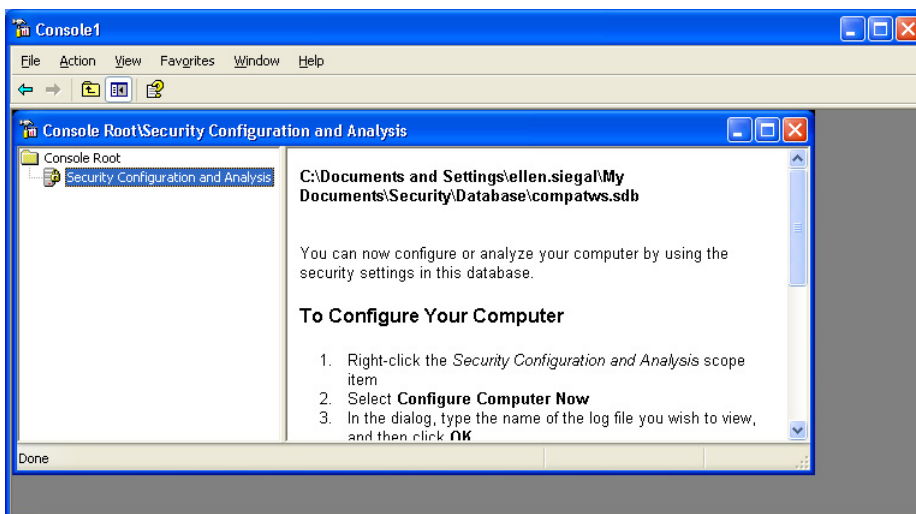 Console1
File Action View Favorites Window Help
Console Root\Security Configuration and Analysis
Console Root
Security Configuration and Analysis
C:\Documents and Settings\ellen.siegal\My
Documents\Security\Database\compatws.sdb
You can now configure or analyze your computer by using the
security settings in this database.
To Configure Your Computer
1. Right-click the Security Configuration and Analysis scope
item
2. Select Configure Computer Now
3. In the dialog, type the name of the log file you wish to view,
and then click OK
Done